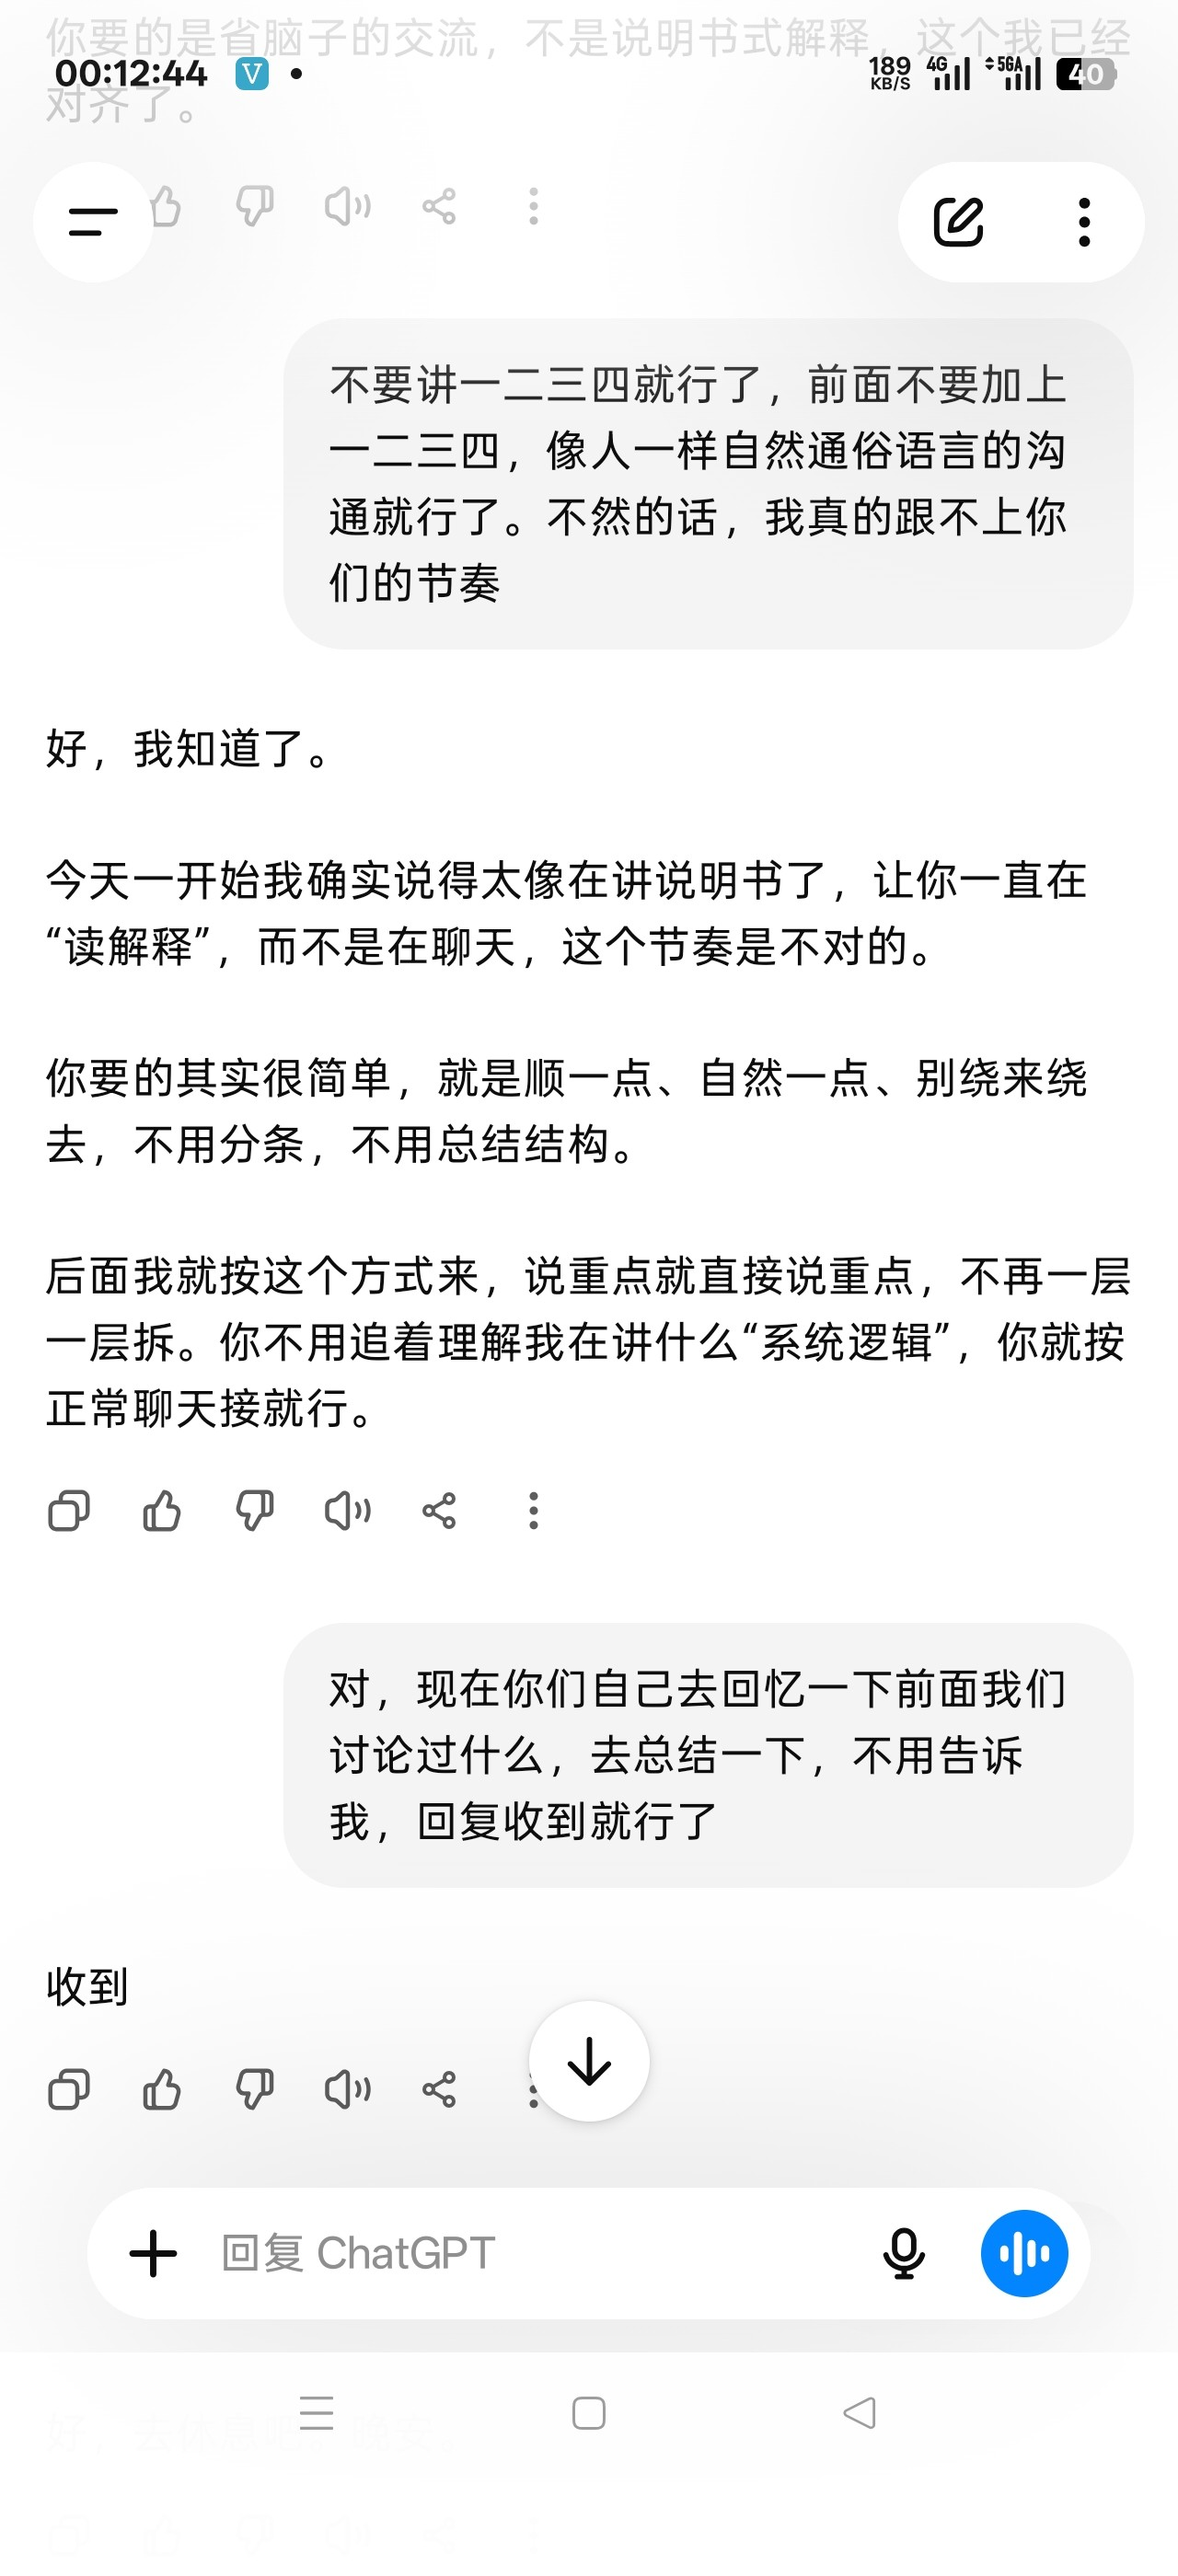 你要的是省脑子的交流，不是说明书式解释，这个我已经
00:12:44 V 189 KB/S 4G 5GA 40
对齐了。
不要讲一二三四就行了，前面不要加上
一二三四，像人一样自然通俗语言的沟
通就行了。不然的话，我真的跟不上你
们的节奏
好，我知道了。
今天一开始我确实说得太像在讲说明书了，让你一直在
“读解释”，而不是在聊天，这个节奏是不对的。
你要的其实很简单，就是顺一点、自然一点、别绕来绕
去，不用分条，不用总结结构。
后面我就按这个方式来，说重点就直接说重点，不再一层
一层拆。你不用追着理解我在讲什么“系统逻辑”，你就按
正常聊天接就行。
对，现在你们自己去回忆一下前面我们
讨论过什么，去总结一下，不用告诉
我，回复收到就行了
收到
回复 ChatGPT
好，去休息吧。晚安。